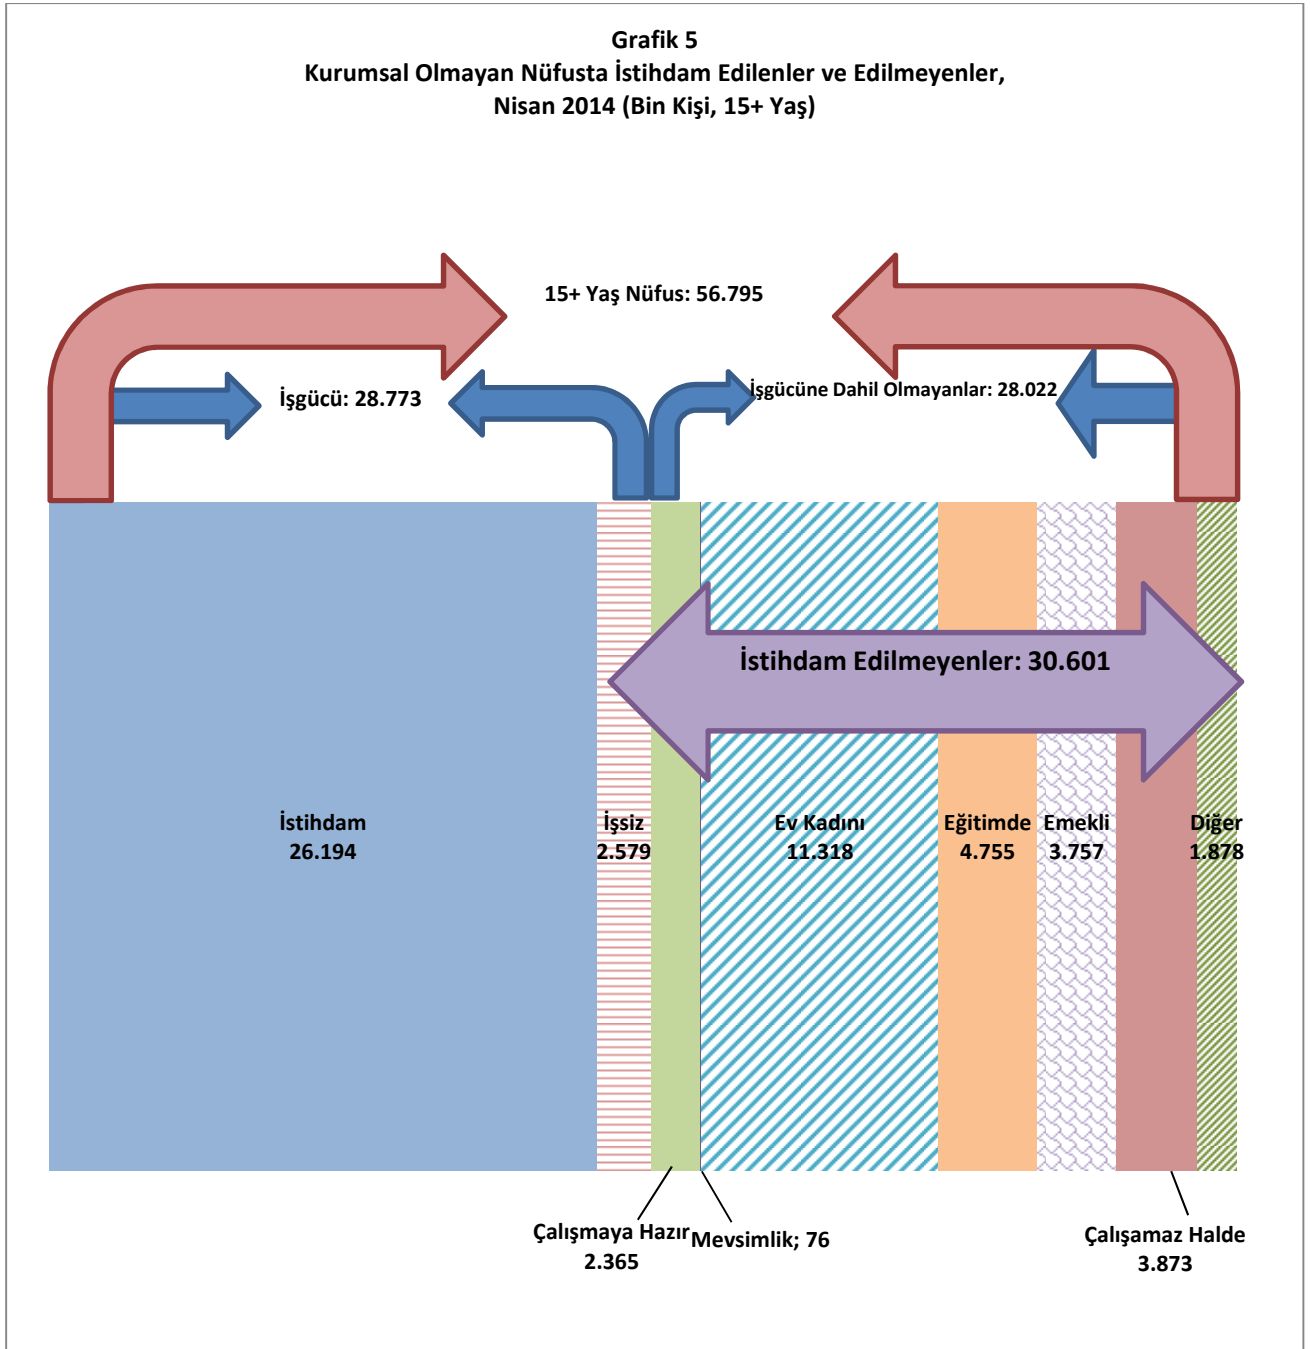 Grafik 5
Kurumsal Olmayan Nüfusta İstihdam Edilenler ve Edilmeyenler,
Nisan 2014 (Bin Kişi, 15+ Yaş)
15+ Yaş Nüfus: 56.795
İşgücü: 28.773
İşgücüne Dahil Olmayanlar: 28.022
İstihdam Edilmeyenler: 30.601
İstihdam
26.194
İşsiz
2.579
Ev Kadını
11.318
Eğitimde
4.755
Emekli
3.757
Diğer
1.878
Çalışmaya Hazır
2.365
Mevsimlik; 76
Çalışamaz Halde
3.873